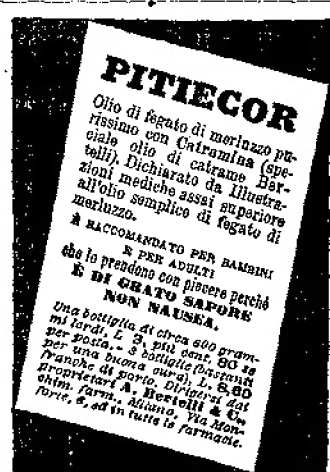 PITIECOR
Olio di fegato di merluzzo pu-
rissimo con Catramina (spe-
ciale olio di catrame Ber-
telli). Dichiarato da Illustra-
zioni mediche assai superiore
all'olio semplice di fegato di
merluzzo.
È RACCOMANDATO PER BAMBINI
E PER ADULTI
che lo prendono con piacere perchè
È DI GRATO SAPORE
NON NAUSEA.
Una bottiglia di circa 600 gram-
mi lordi, L. 3, più cent. 80 se
per posta. - 3 bottiglie (bastanti
per una buona cura), L. 8,60
franche di porto. Dirigersi dai
proprietari A. Bertelli & C.,
chim. farm., Milano, Via Mon-
forte, 6, ed in tutte le farmacie.